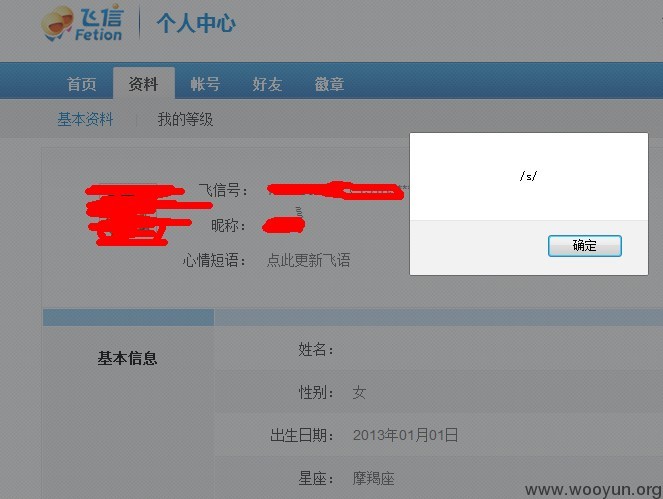 飞信 Fetion 个人中心
首页 资料 帐号 好友 徽章
基本资料 我的等级
/s/
确定
飞信号：
昵称：
心情短语： 点此更新飞语
基本信息
姓名：
性别： 女
出生日期： 2013年01月01日
星座： 摩羯座
www.wooyun.org